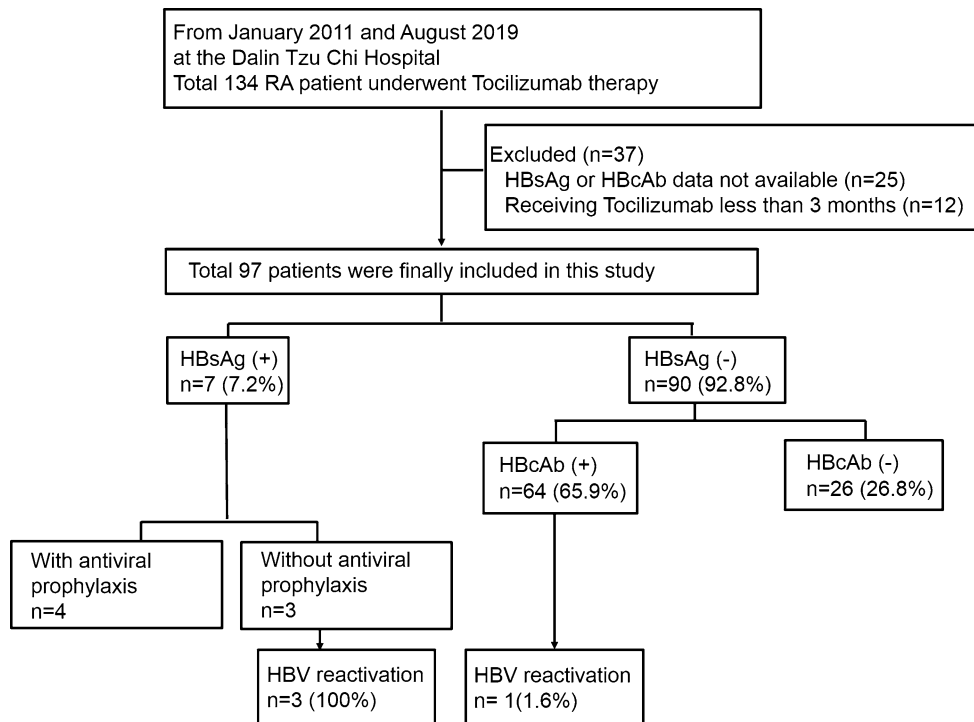 From January 2011 and August 2019
at the Dalin Tzu Chi Hospital
Total 134 RA patient underwent Tocilizumab therapy
Excluded (n=37)
HBsAg or HBcAb data not available (n=25)
Receiving Tocilizumab less than 3 months (n=12)
Total 97 patients were finally included in this study
HBsAg (+)
n=7 (7.2%)
HBsAg (-)
n=90 (92.8%)
HBcAb (+)
n=64 (65.9%)
HBcAb (-)
n=26 (26.8%)
With antiviral
prophylaxis
n=4
Without antiviral
prophylaxis
n=3
HBV reactivation
n=3 (100%)
HBV reactivation
n= 1(1.6%)